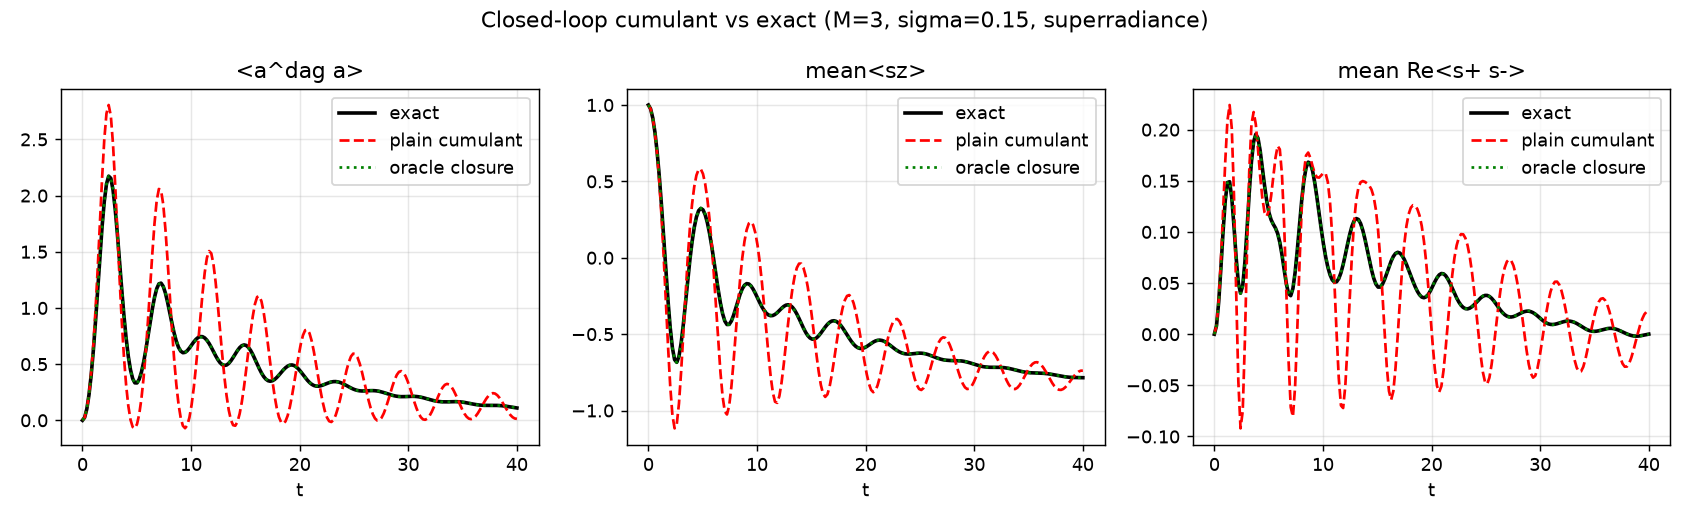 Closed-loop cumulant vs exact (M=3, sigma=0.15, superradiance)
<a^dag a>
exact
plain cumulant
oracle closure
2.5
2.0
1.5
1.0
0.5
0.0
0 10 20 30 40
t
mean<sz>
exact
plain cumulant
oracle closure
1.0
0.5
0.0
−0.5
−1.0
0 10 20 30 40
t
mean Re<s+ s->
exact
plain cumulant
oracle closure
0.20
0.15
0.10
0.05
0.00
−0.05
−0.10
0 10 20 30 40
t